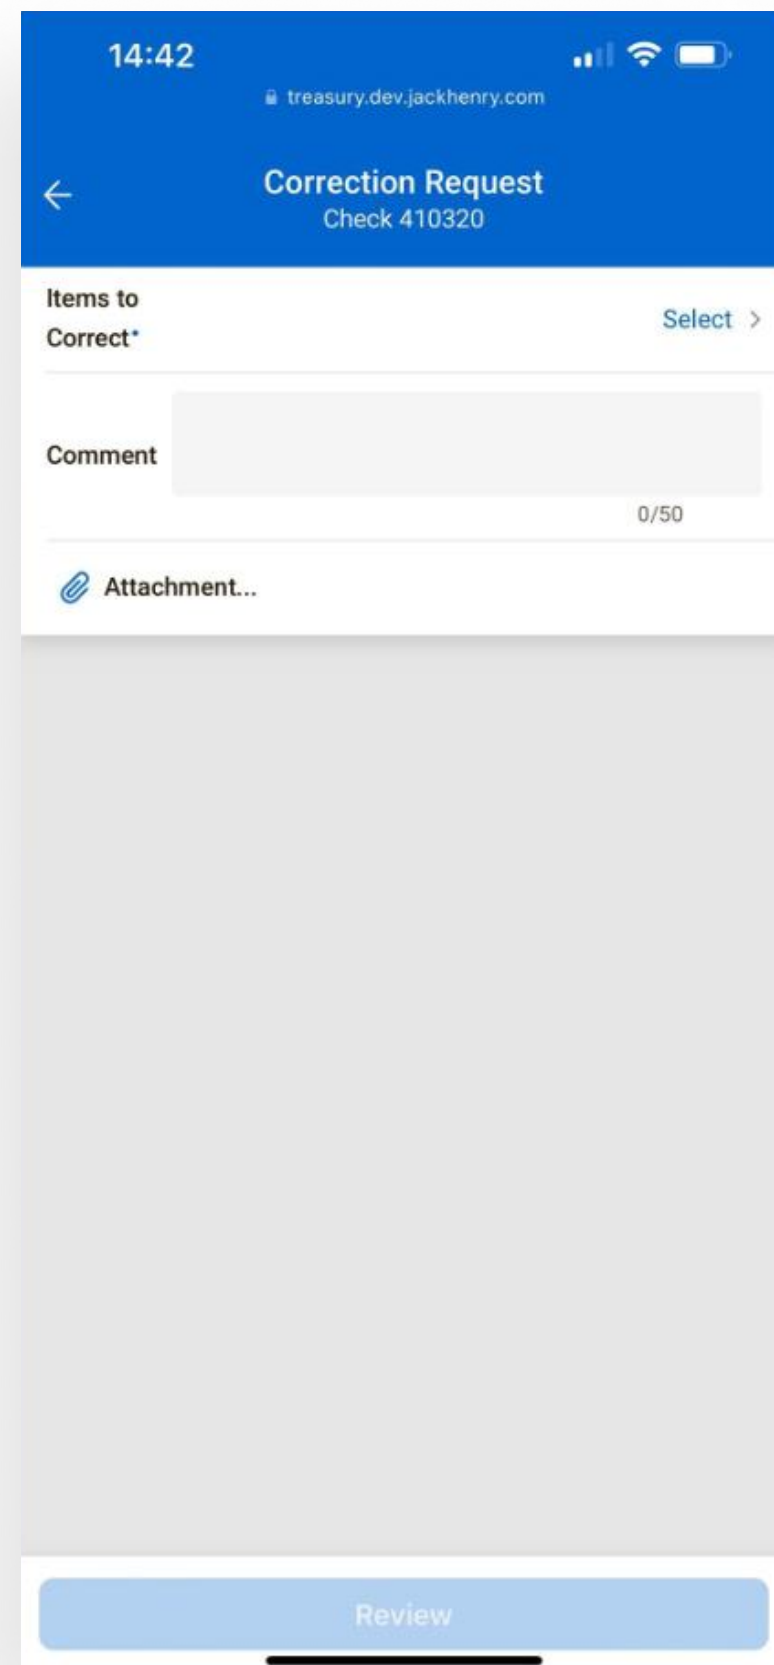 14:42
treasury.dev.jackhenry.com
Correction Request
Check 410320
Items to
Correct*
Select >
Comment
0/50
Attachment...
Review